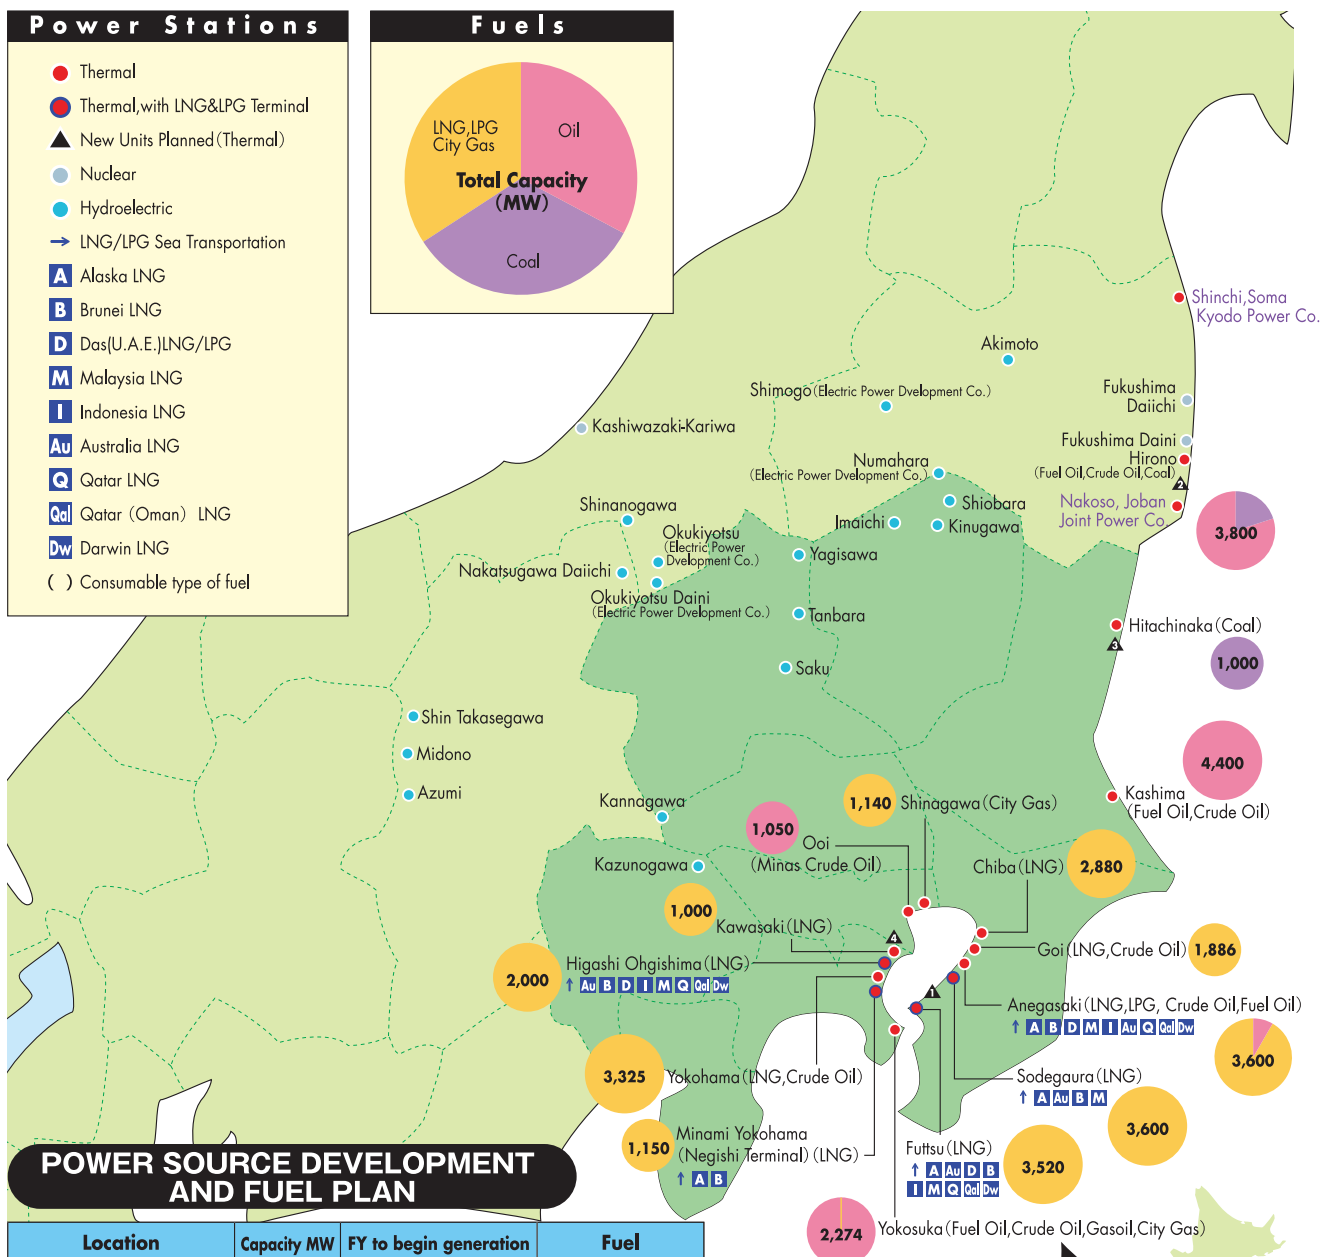 Power Stations
Thermal
Thermal,with LNG&LPG Terminal
New Units Planned(Thermal)
Nuclear
Hydroelectric
→ LNG/LPG Sea Transportation
A Alaska LNG
B Brunei LNG
D Das(U.A.E.)LNG/LPG
M Malaysia LNG
I Indonesia LNG
Au Australia LNG
Q Qatar LNG
Qal Qatar (Oman) LNG
Dw Darwin LNG
( ) Consumable type of fuel
Fuels
LNG,LPG
City Gas
Oil
Total Capacity
(MW)
Coal
Shinchi,Soma
Kyodo Power Co.
Akimoto
Shimogo(Electric Power Dvelopment Co.)
Fukushima
Daiichi
Kashiwazaki-Kariwa
Fukushima Daini
Hirono
(Fuel Oil,Crude Oil,Coal)
2
Numahara
(Electric Power Dvelopment Co.)
Shiobara
Nakoso, Joban
Joint Power Co.
3,800
Shinanogawa
Imaichi
Kinugawa
Okukiyotsu
(Electric Power
Dvelopment Co.)
Yagisawa
Nakatsugawa Daiichi
Okukiyotsu Daini
(Electric Power Dvelopment Co.)
Tanbara
Hitachinaka(Coal)
3
1,000
Saku
Shin Takasegawa
Midono
Azumi
4,400
Kashima
(Fuel Oil,Crude Oil)
Kannagawa
1,140
Shinagawa(City Gas)
1,050
Ooi
(Minas Crude Oil)
Kazunogawa
Chiba(LNG)
2,880
1,000
Kawasaki(LNG)
4
Goi(LNG,Crude Oil)
1,886
2,000
Higashi Ohgishima(LNG)
↑ Au B D I M Q Qal Dw
1
Anegasaki(LNG,LPG, Crude Oil,Fuel Oil)
↑ A B D M I Au Q Qal Dw
3,600
3,325
Yokohama(LNG,Crude Oil)
Sodegaura(LNG)
↑ A Au B M
3,600
1,150
Minami Yokohama
(Negishi Terminal)(LNG)
↑ A B
Futtsu(LNG)
↑ A Au D B
I M Q Qal Dw
3,520
2,274
Yokosuka(Fuel Oil,Crude Oil,Gasoil,City Gas)
POWER SOURCE DEVELOPMENT
AND FUEL PLAN
Location Capacity MW FY to begin generation Fuel